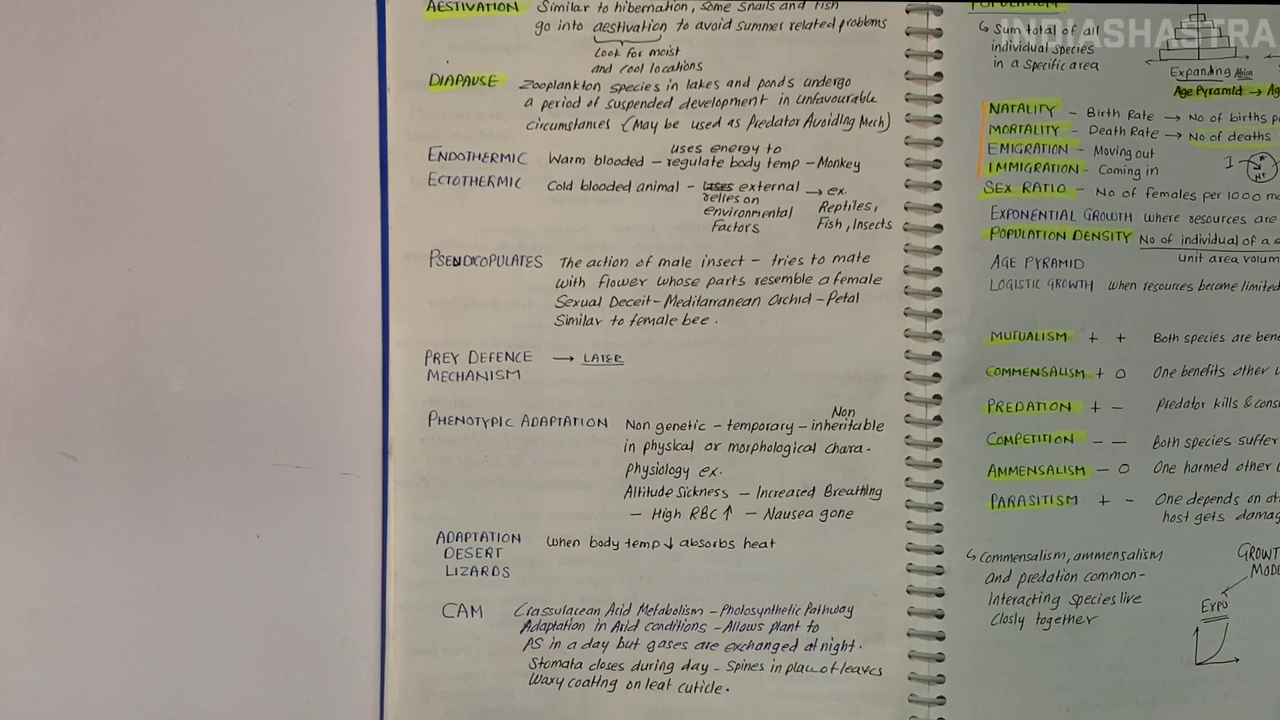 AESTIVATION Similar to hibernation, some Snails and Fish
go into aestivation to avoid summer related problems
Look for moist
and cool locations
DIAPAUSE Zooplankton species in lakes and ponds undergo
a period of suspended development in unfavourable
circumstances (May be used as Predator Avoiding Mech)
uses energy to
ENDOTHERMIC Warm blooded – regulate body temp – Monkey
ECTOTHERMIC Cold blooded animal – uses external → ex.
relies on Reptiles,
environmental Fish, Insects
Factors
PSENDICOPULATES The action of male insect – tries to mate
with flower whose parts resemble a female
Sexual Deceit – Meditarranean Orchid – Petal
Similar to female bee.
PREY DEFENCE → LATER
MECHANISM
Non
PHENOTYPIC ADAPTATION Non genetic – temporary – inheritable
in physical or morphological chara-
Physiology ex.
Altitude Sickness – Increased Breathing
– High RBC ↑ – Nausea gone
ADAPTATION When body temp ↓ absorbs heat
DESERT
LIZARDS
CAM Crassulacean Acid Metabolism – Photosynthetic Pathway
Adaptation in Arid conditions – Allows plant to
PS in a day but gases are exchanged at night.
Stomata closes during day – Spines in place of leaves
Waxy coating on leaf cuticle.
POPULATION
INDIASHASTRA
↳ Sum total of all
individual species
in a specific area
Expanding Africa
Age Pyramid → Ag
NATALITY – Birth Rate → No of births p
MORTALITY – Death Rate → No of deaths
EMIGRATION – Moving out
IMMIGRATION – Coming in
I
SEX RATIO – No of females per 1000 m
EXPONENTIAL GROWTH where resources are
POPULATION DENSITY No of individual of a s
unit area volum
AGE PYRAMID
LOGISTIC GROWTH when resources become limited
MUTUALISM + + Both species are bene
COMMENSALISM + O One benefits other u
PREDATION + – Predator kills & cons
COMPETITION – – Both species suffer
AMMENSALISM – O One harmed other u
PARASITISM + – One depends on ot
host gets damag
↳ Commensalism, ammensalism
and predation common-
interacting species live
closly together
GROWT
MODE
Expo